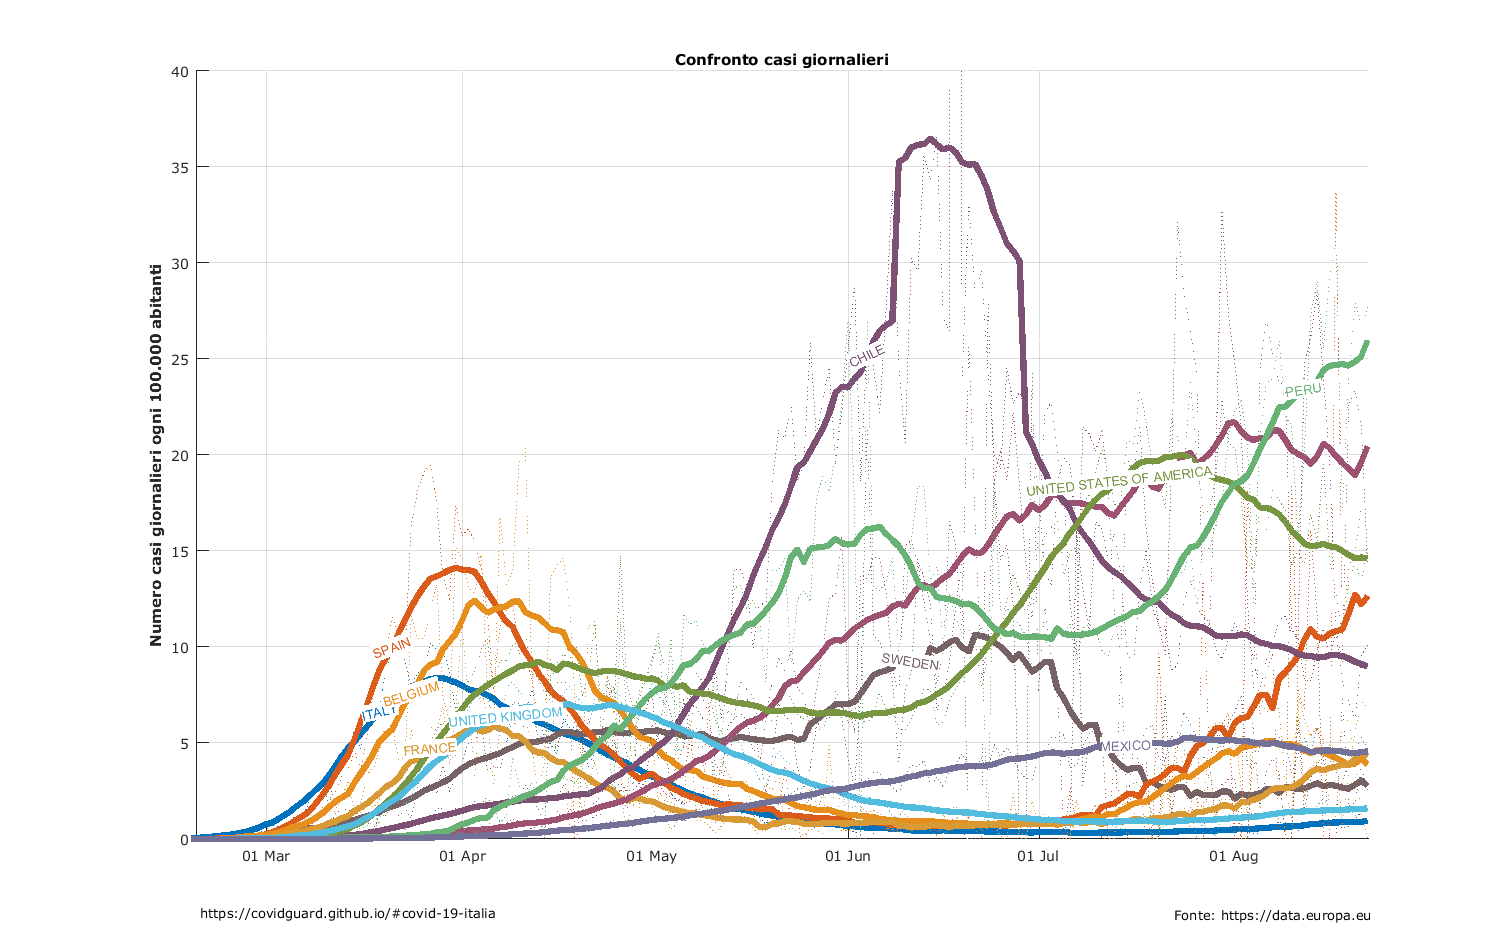 Confronto casi giornalieri
Numero casi giornalieri ogni 100.000 abitanti
40
35
30
25
20
15
10
5
0
CHILE
PERU
UNITED STATES OF AMERICA
SPAIN
SWEDEN
BELGIUM
ITALY
UNITED KINGDOM
FRANCE
MEXICO
01 Mar
01 Apr
01 May
01 Jun
01 Jul
01 Aug
https://covidguard.github.io/#covid-19-italia
Fonte: https://data.europa.eu